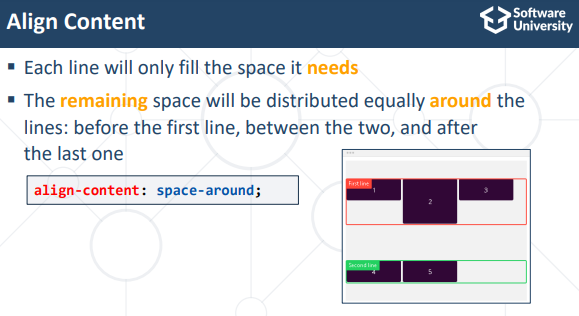 Align Content
Software
University
▪ Each line will only fill the space it needs
▪ The remaining space will be distributed equally around the
lines: before the first line, between the two, and after
the last one
align-content: space-around;
First line
1
2
3
Second line
4
5